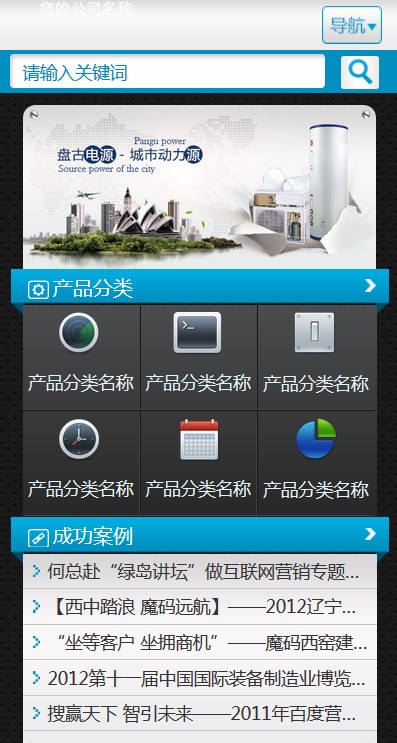 您的公司名称
导航
请输入关键词
Pangu power
盘古电源 - 城市动力源
Source power of the city
产品分类
产品分类名称 产品分类名称 产品分类名称
产品分类名称 产品分类名称 产品分类名称
成功案例
何总赴“绿岛讲坛”做互联网营销专题...
【西中踏浪 魔码远航】——2012辽宁...
“坐等客户 坐拥商机”——魔码西窑建...
2012第十一届中国国际装备制造业博览...
搜赢天下 智引未来——2011年百度营...